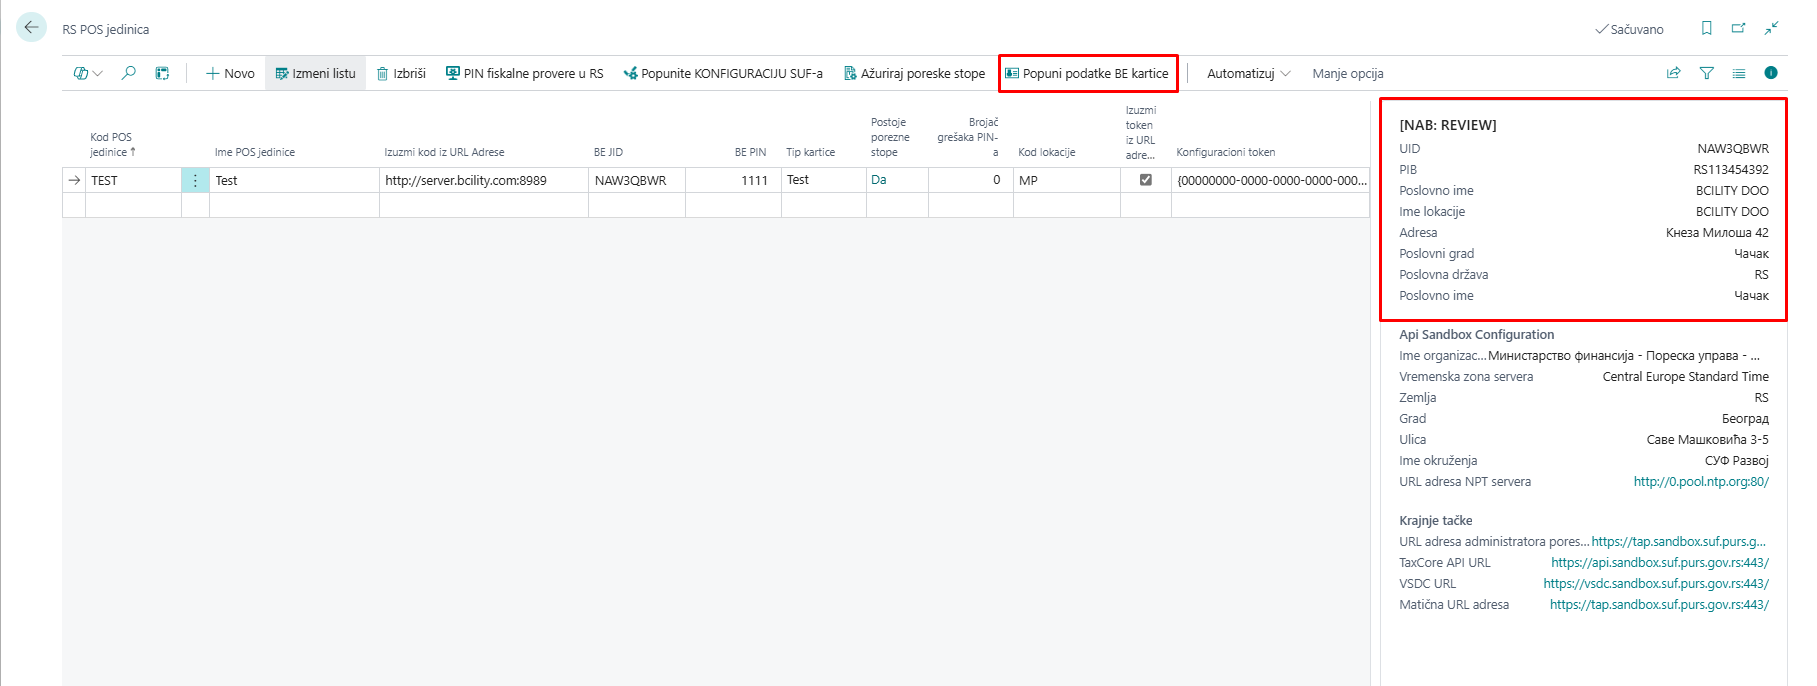 RS POS jedinica
Sačuvano
Novo Izmeni listu Izbriši PIN fiskalne provere u RS Popunite KONFIGURACIJU SUF-a Ažuriraj poreske stope Popuni podatke BE kartice Automatizuj Manje opcija
Kod POS jedinice ↑
Ime POS jedinice
Izuzmi kod iz URL Adrese
BE JID
BE PIN
Tip kartice
Postoje porezne stope
Brojač grešaka PIN-a
Kod lokacije
Izuzmi token iz URL adre...
Konfiguracioni token
TEST Test http://server.bcility.com:8989 NAW3QBWR 1111 Test Da 0 MP {00000000-0000-0000-0000-000...
[NAB: REVIEW]
UID NAW3QBWR
PIB RS113454392
Poslovno ime BCILITY DOO
Ime lokacije BCILITY DOO
Adresa Кнеза Милоша 42
Poslovni grad Чачак
Poslovna država RS
Poslovno ime Чачак
Api Sandbox Configuration
Ime organizac... Министарство финансија - Пореска управа - ...
Vremenska zona servera Central Europe Standard Time
Zemlja RS
Grad Београд
Ulica Саве Машковића 3-5
Ime okruženja СУФ Развој
URL adresa NPT servera http://0.pool.ntp.org:80/
Krajnje tačke
URL adresa administratora pores... https://tap.sandbox.suf.purs.g...
TaxCore API URL https://api.sandbox.suf.purs.gov.rs:443/
VSDC URL https://vsdc.sandbox.suf.purs.gov.rs:443/
Matična URL adresa https://tap.sandbox.suf.purs.gov.rs:443/